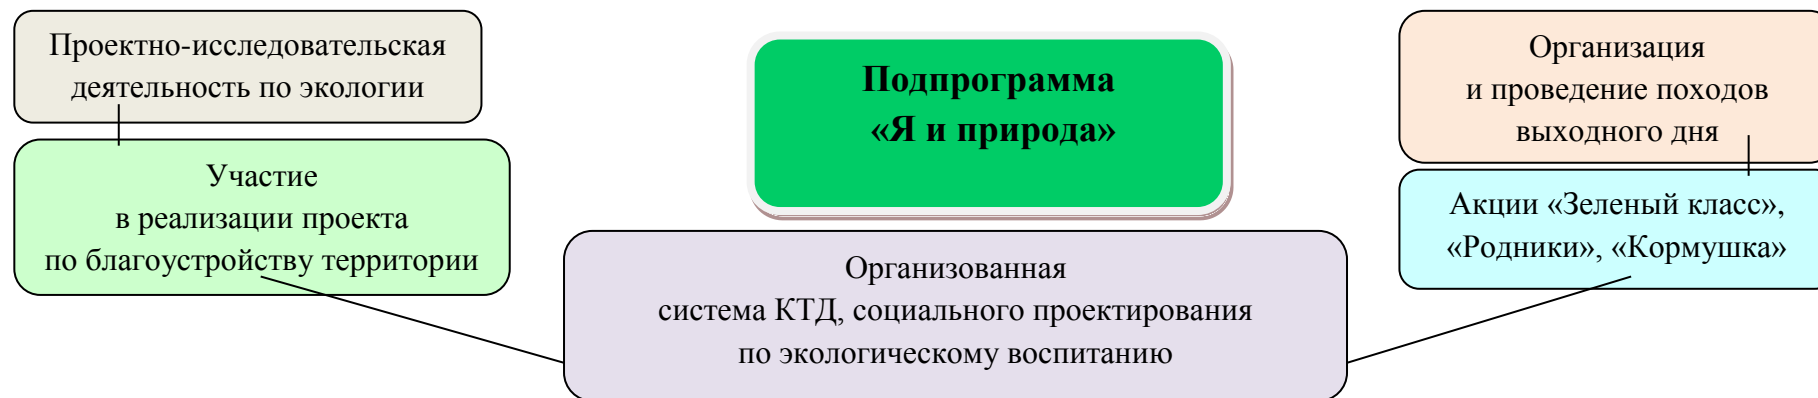 Проектно-исследовательская
деятельность по экологии
Участие
в реализации проекта
по благоустройству территории
Подпрограмма
«Я и природа»
Организованная
система КТД, социального проектирования
по экологическому воспитанию
Организация
и проведение походов
выходного дня
Акции «Зеленый класс»,
«Родники», «Кормушка»